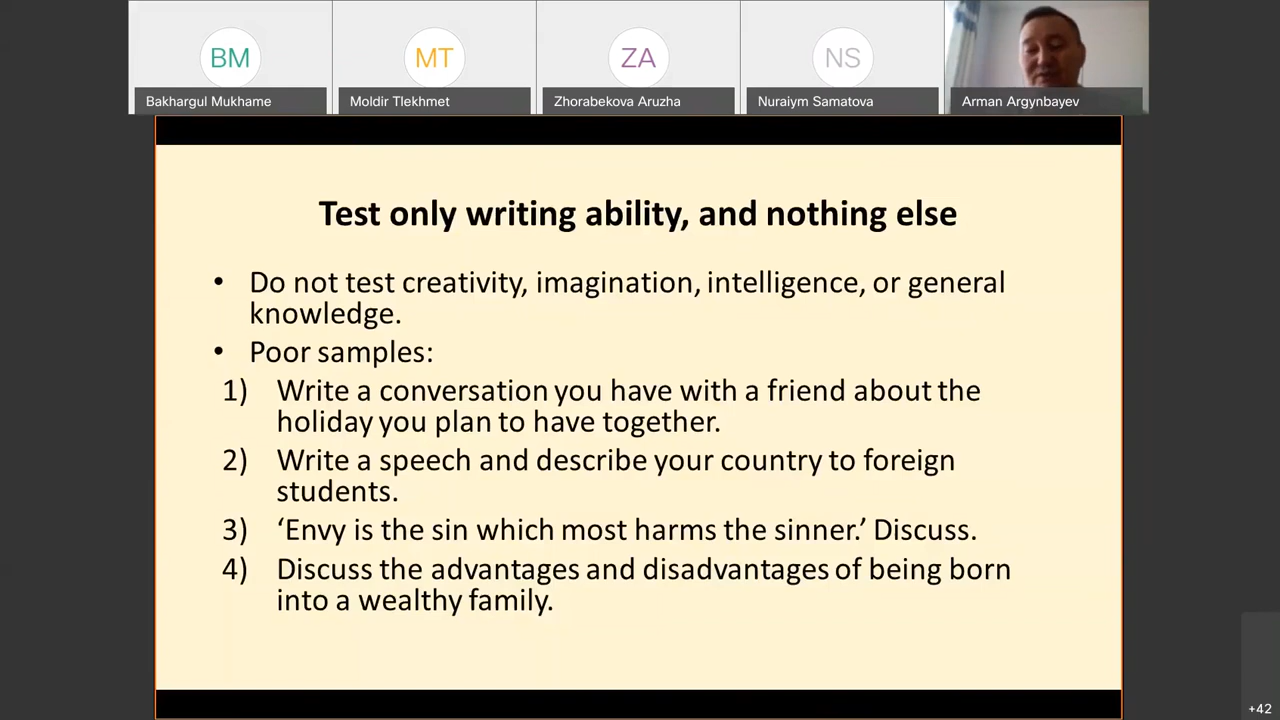 BM
MT
ZA
NS
Bakhargul Mukhame
Moldir Tlekhmet
Zhorabekova Aruzha
Nuraiym Samatova
Arman Argynbayev
Test only writing ability, and nothing else
• Do not test creativity, imagination, intelligence, or general
knowledge.
• Poor samples:
1) Write a conversation you have with a friend about the
holiday you plan to have together.
2) Write a speech and describe your country to foreign
students.
3) ‘Envy is the sin which most harms the sinner.’ Discuss.
4) Discuss the advantages and disadvantages of being born
into a wealthy family.
+42